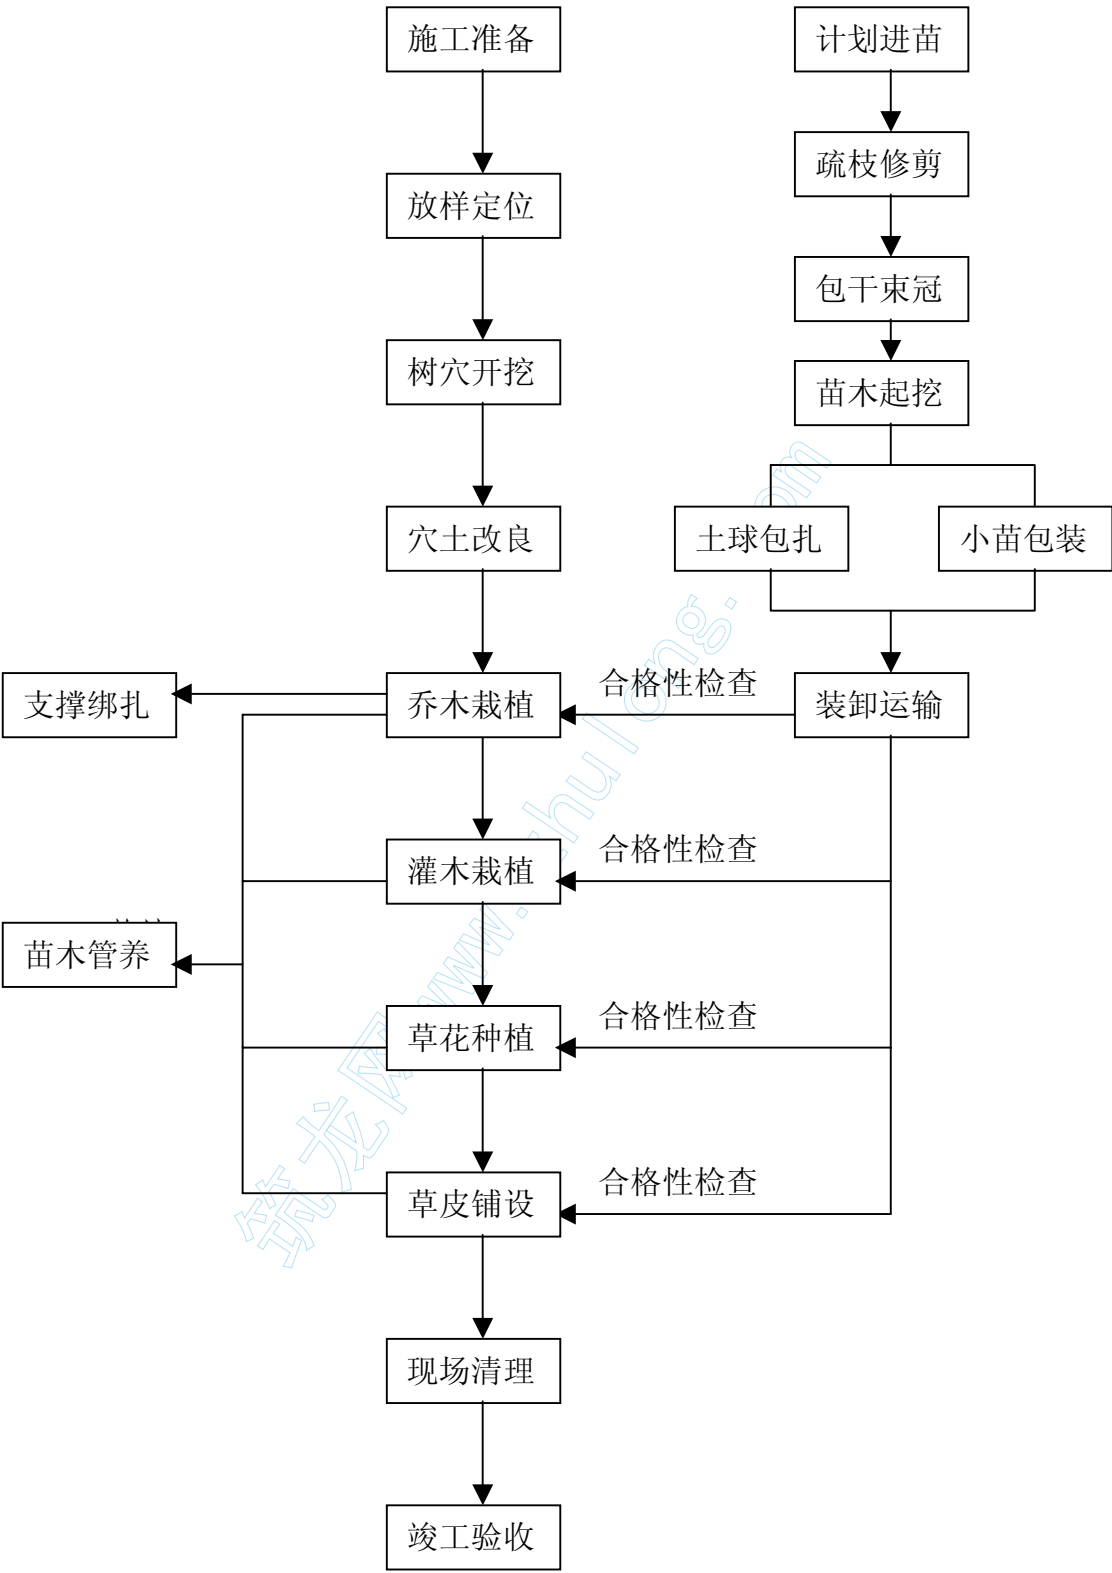 施工准备
计划进苗
疏枝修剪
放样定位
包干束冠
树穴开挖
苗木起挖
穴土改良
土球包扎
小苗包装
支撑绑扎
乔木栽植
合格性检查
装卸运输
灌木栽植
合格性检查
苗木管养
草花种植
合格性检查
草皮铺设
合格性检查
现场清理
竣工验收
筑龙网www.zhulong.com